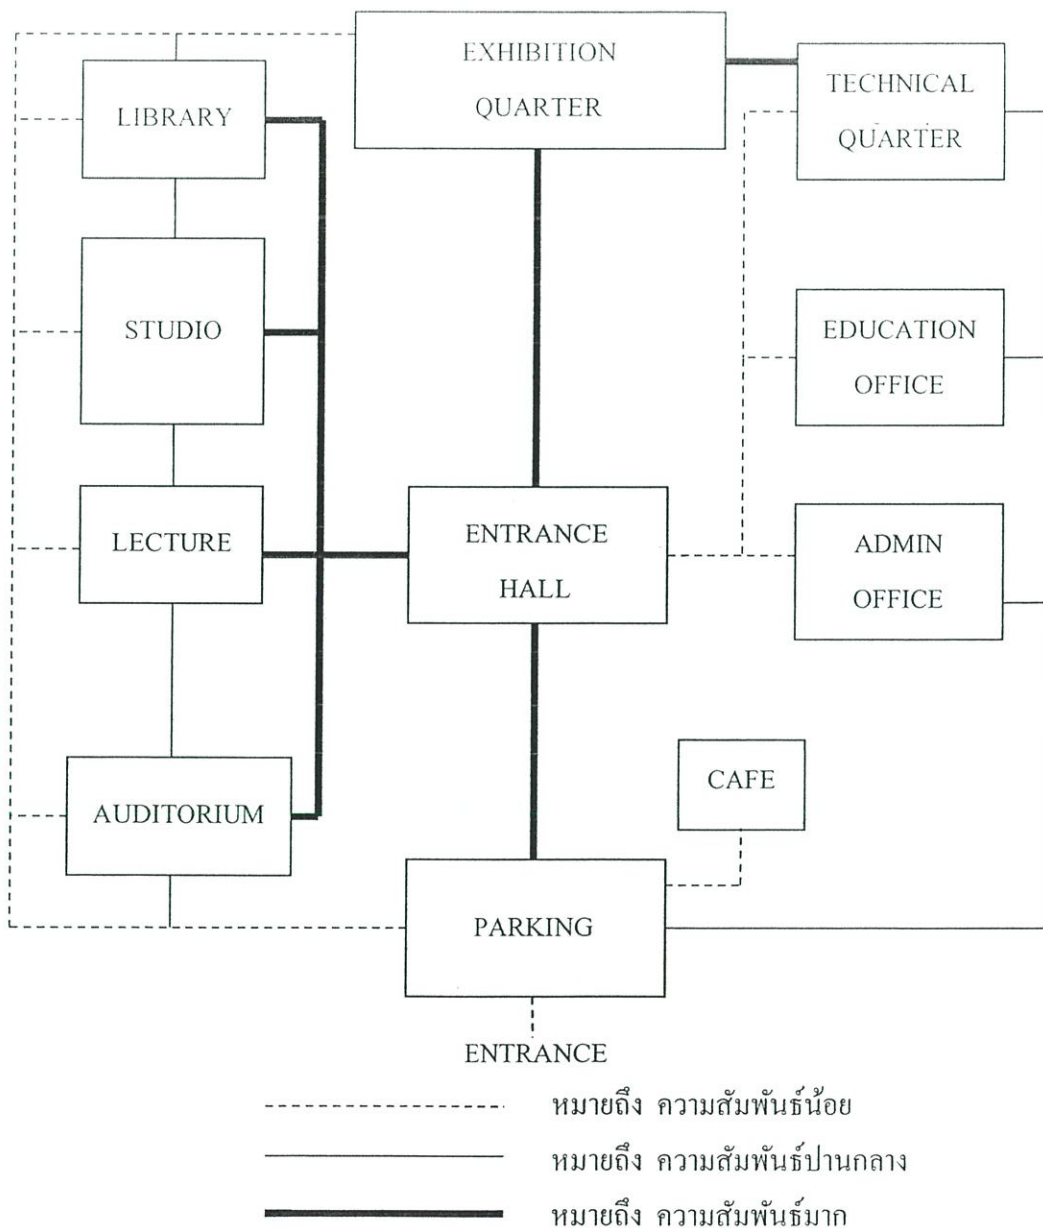 EXHIBITION
QUARTER
TECHNICAL
QUARTER
LIBRARY
STUDIO
EDUCATION
OFFICE
LECTURE
ENTRANCE
HALL
ADMIN
OFFICE
CAFE
AUDITORIUM
PARKING
ENTRANCE
หมายถึง ความสัมพันธ์น้อย
หมายถึง ความสัมพันธ์ปานกลาง
หมายถึง ความสัมพันธ์มาก